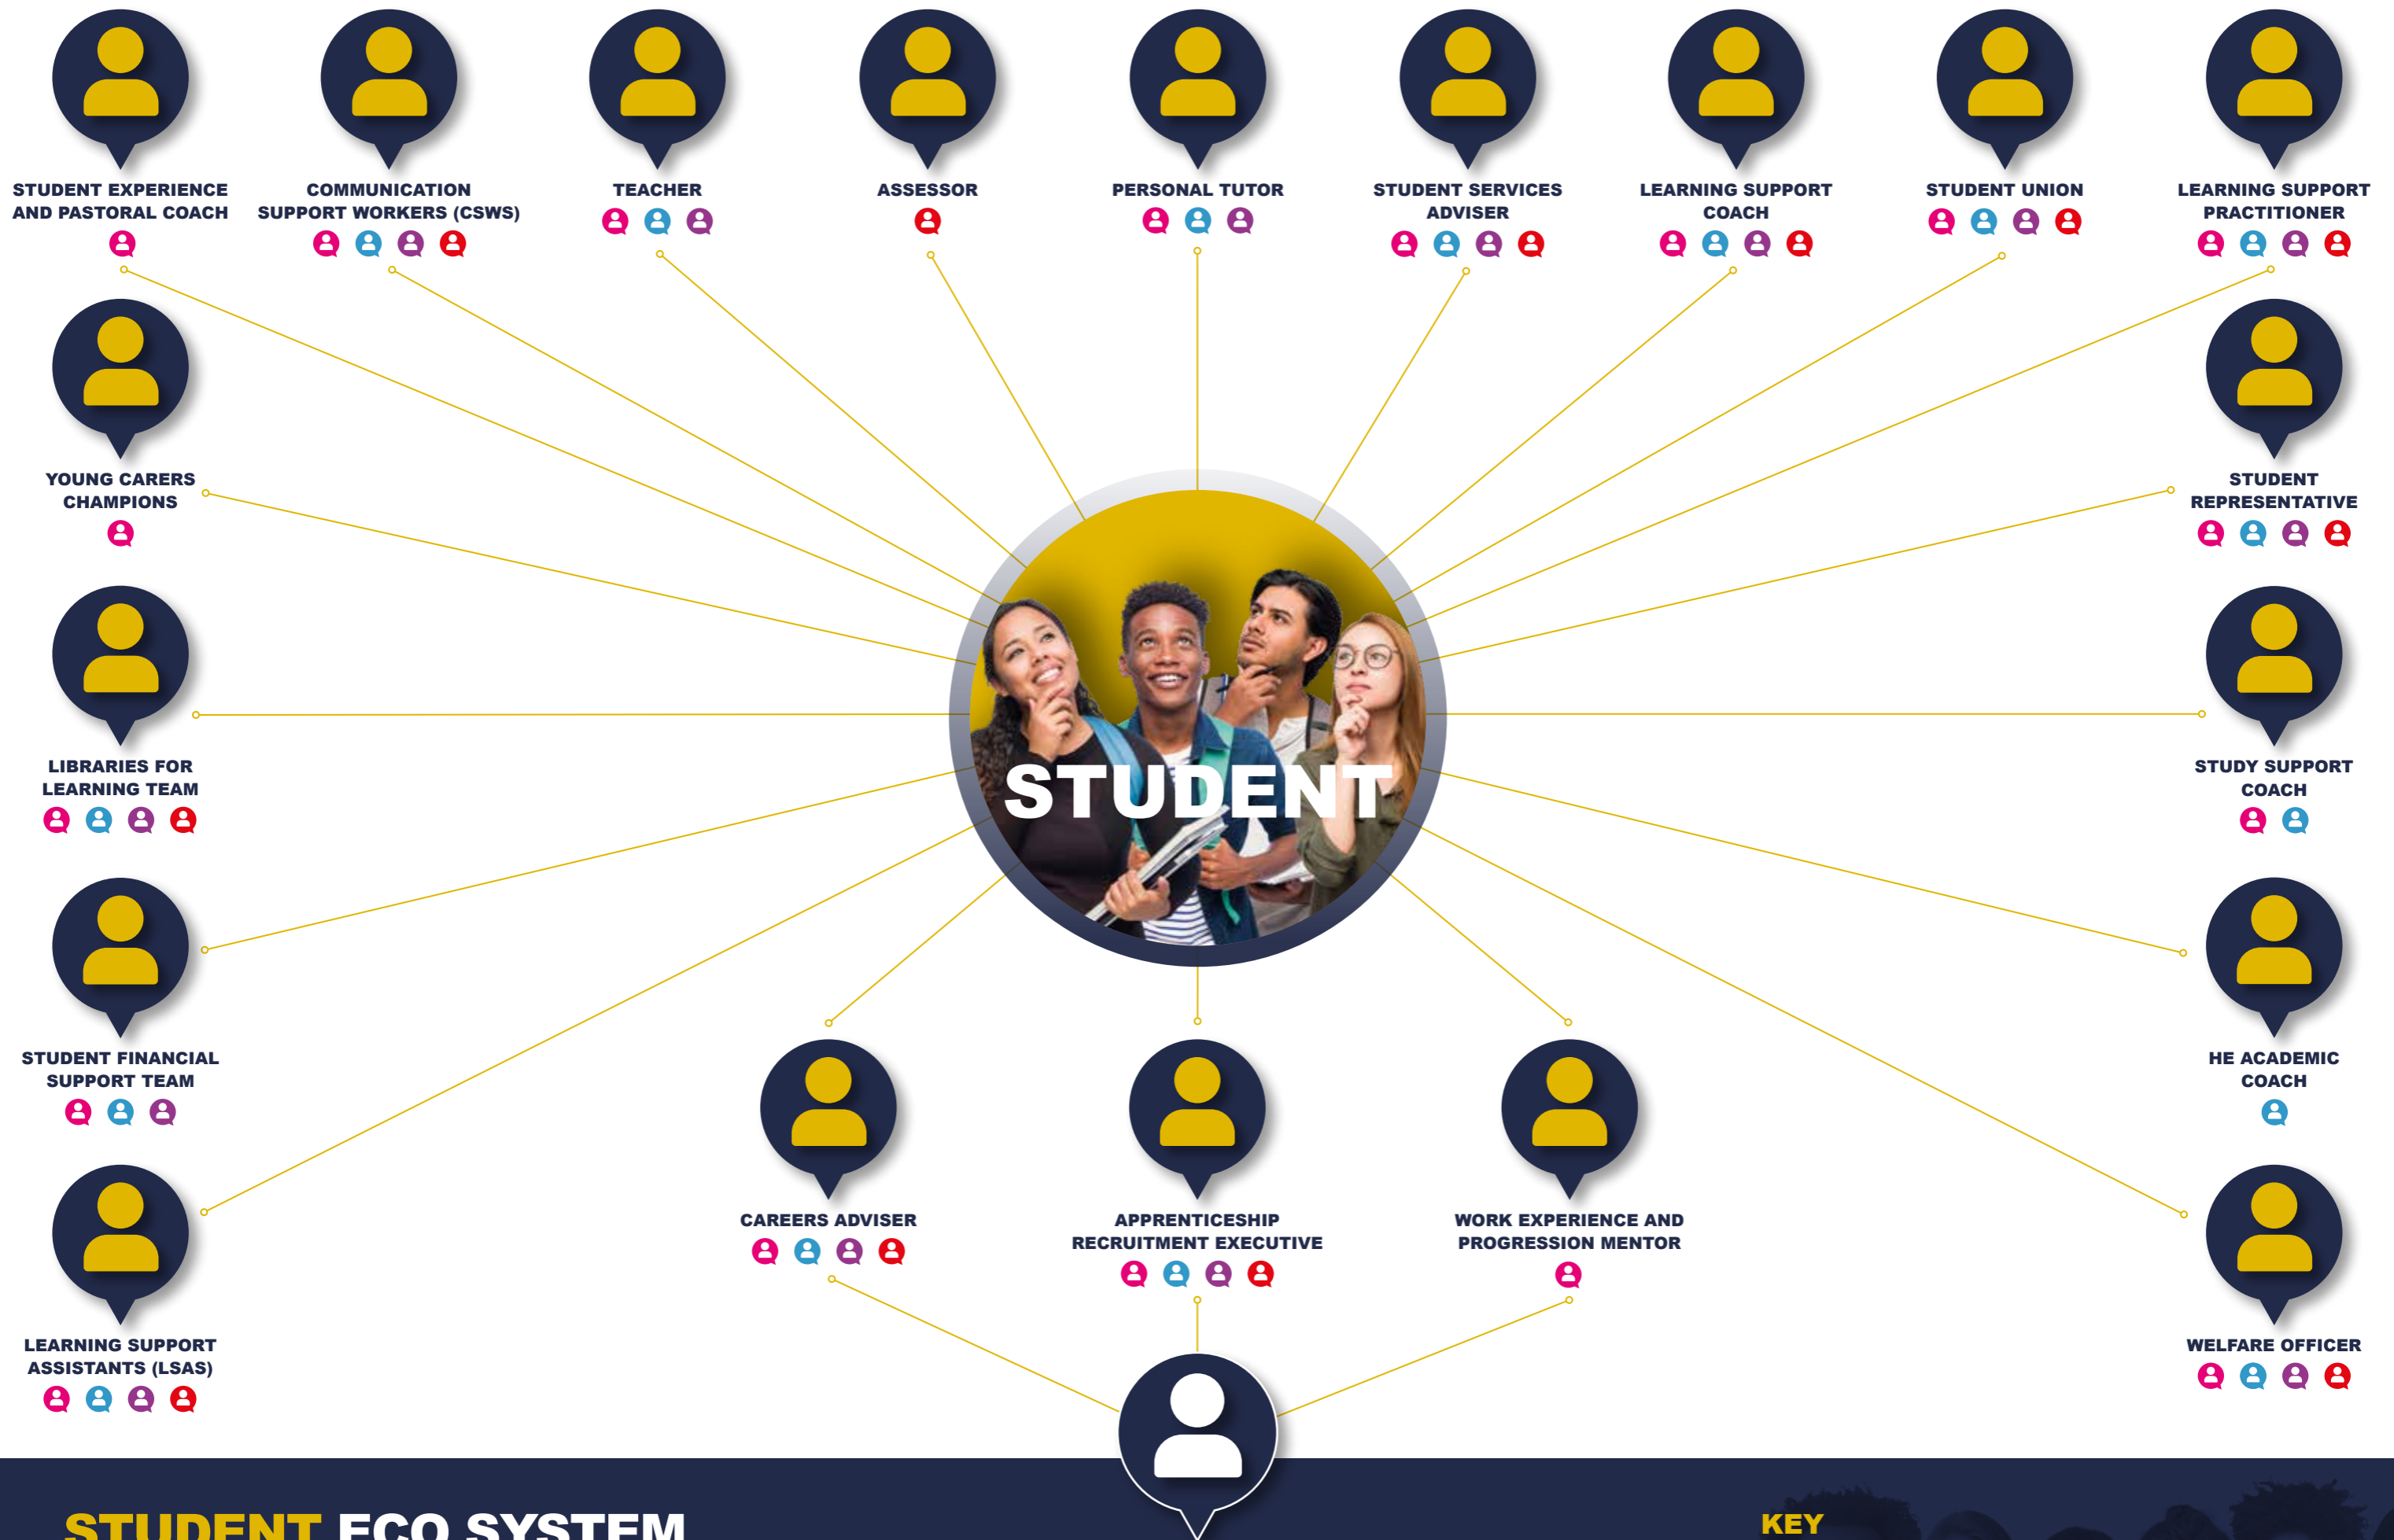 STUDENT EXPERIENCE
AND PASTORAL COACH
COMMUNICATION
SUPPORT WORKERS (CSWS)
TEACHER
ASSESSOR
PERSONAL TUTOR
STUDENT SERVICES
ADVISER
LEARNING SUPPORT
COACH
STUDENT UNION
LEARNING SUPPORT
PRACTITIONER
YOUNG CARERS
CHAMPIONS
STUDENT
REPRESENTATIVE
LIBRARIES FOR
LEARNING TEAM
STUDENT
STUDY SUPPORT
COACH
STUDENT FINANCIAL
SUPPORT TEAM
HE ACADEMIC
COACH
CAREERS ADVISER
APPRENTICESHIP
RECRUITMENT EXECUTIVE
WORK EXPERIENCE AND
PROGRESSION MENTOR
LEARNING SUPPORT
ASSISTANTS (LSAS)
WELFARE OFFICER
STUDENT ECO SYSTEM
KEY